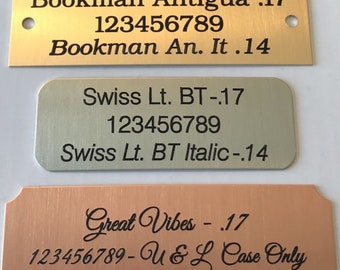 Bookman Antigua .17
123456789
Bookman An. It .14
Swiss Lt. BT-.17
123456789
Swiss Lt. BT Italic-.14
Great Vibes - .17
123456789- U & L Case Only